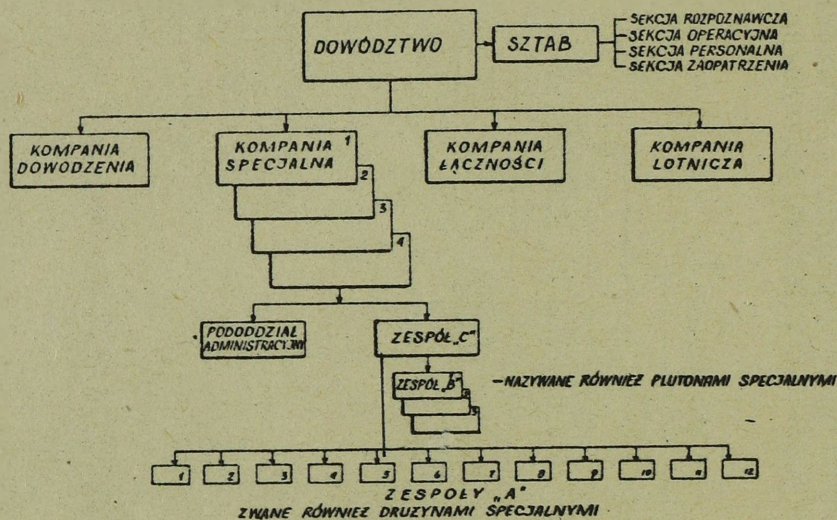 DOWÓDZTWO
SZTAB
SEKCJA ROZPOZNAWCZA
SEKCJA OPERACYJNA
SEKCJA PERSONALNA
SEKCJA ZAOPATRZENIA
KOMPANIA
DOWODZENIA
KOMPANIA 1
SPECJALNA
2
3
4
KOMPANIA
ŁĄCZNOŚCI
KOMPANIA
LOTNICZA
PODODDZIAŁ
ADMINISTRACYJNY
ZESPÓŁ „C"
ZESPÓŁ „B"
2
3
–NAZYWANE RÓWNIEŻ PLUTONAMI SPECJALNYMI
1 2 3 4 5 6 7 8 9 10 11 12
ZESPOŁY „A"
ZWANE RÓWNIEŻ DRUŻYNAMI SPECJALNYMI